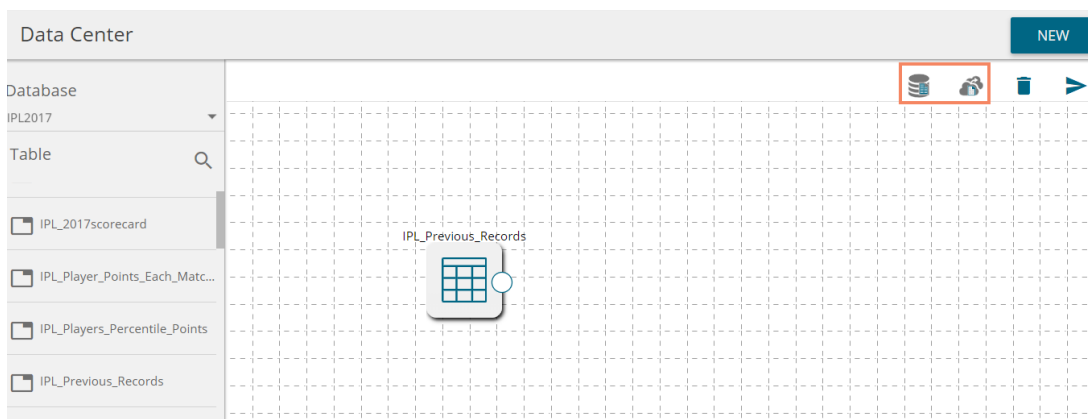 Data Center
NEW
Database
IPL2017
Table
IPL_2017scorecard
IPL_Player_Points_Each_Matc...
IPL_Players_Percentile_Points
IPL_Previous_Records
IPL_Previous_Records